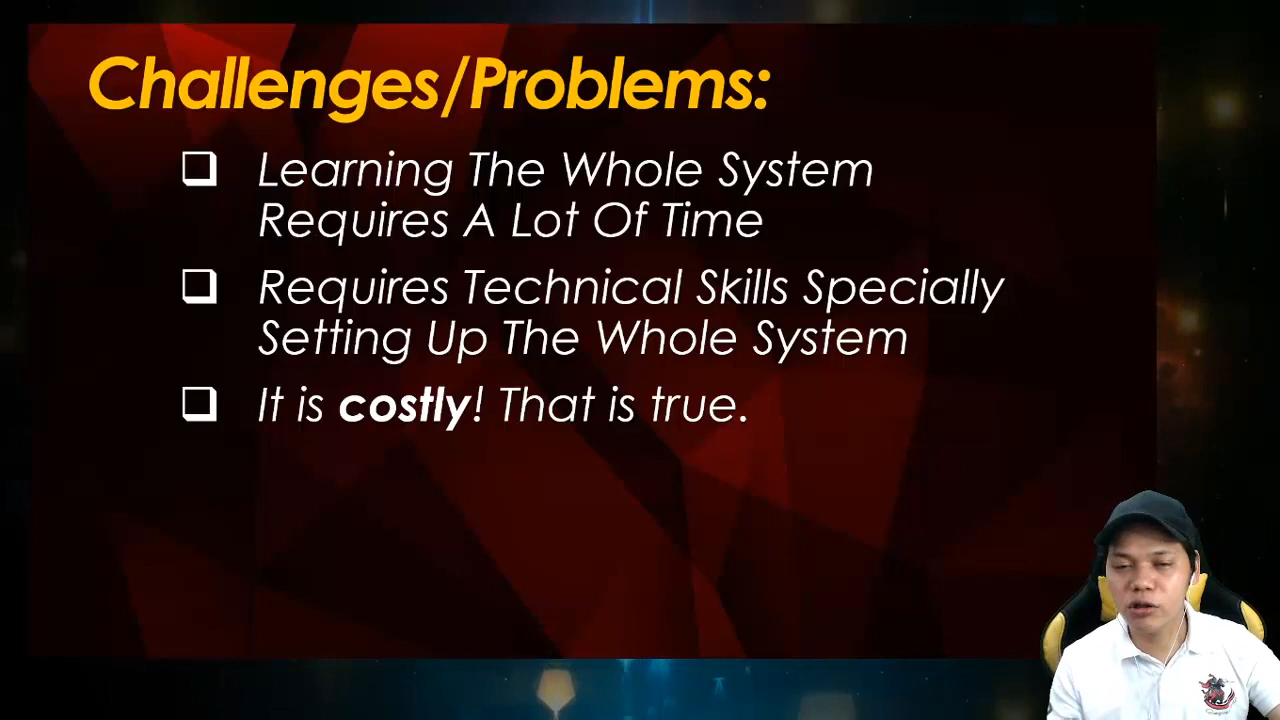 Challenges/Problems:
Learning The Whole System
Requires A Lot Of Time
Requires Technical Skills Specially
Setting Up The Whole System
It is costly! That is true.